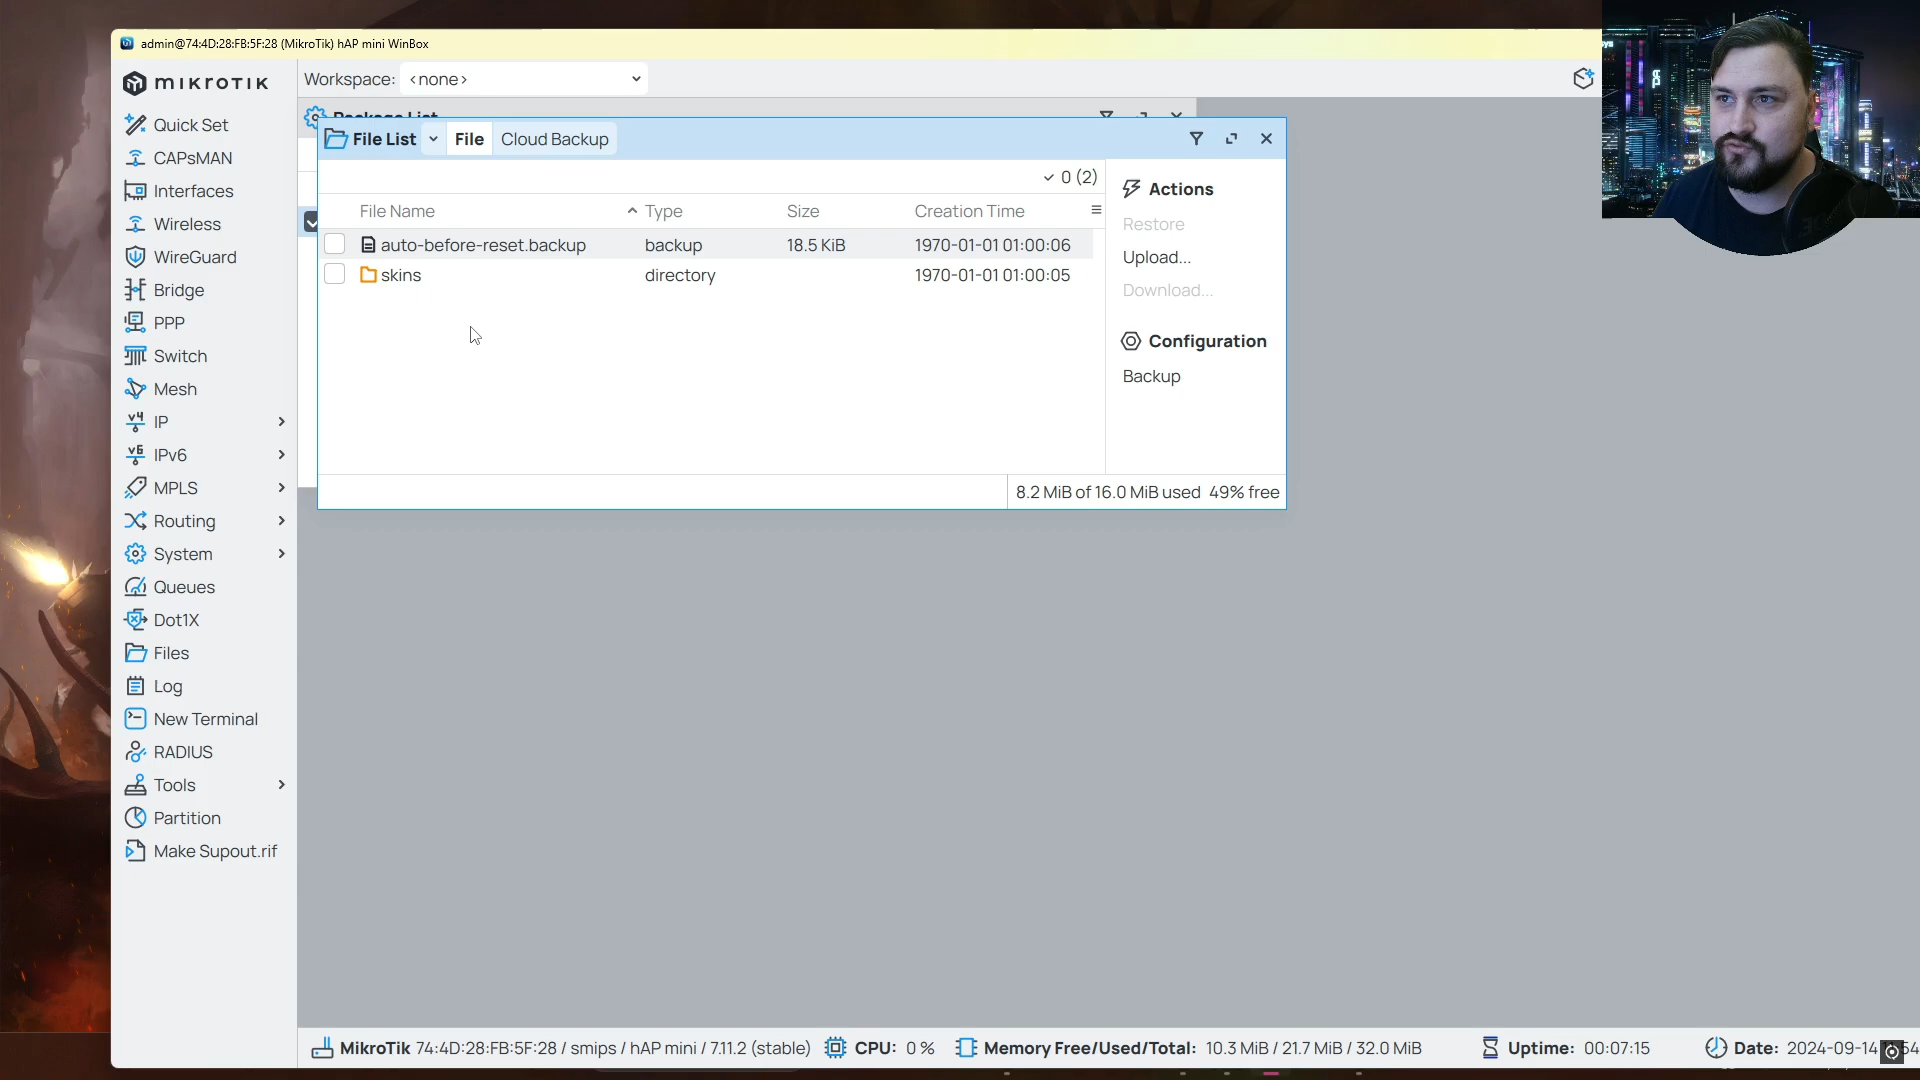 admin@74:4D:28:FB:5F:28 (MikroTik) hAP mini WinBox
MIKROTIK
Workspace: <none>
Quick Set
CAPsMAN
Interfaces
Wireless
WireGuard
Bridge
PPP
Switch
Mesh
IP
IPv6
MPLS
Routing
System
Queues
Dot1X
Files
Log
New Terminal
RADIUS
Tools
Partition
Make Supout.rif
Package List
File List File Cloud Backup
0 (2)
File Name Type Size Creation Time
auto-before-reset.backup backup 18.5 KiB 1970-01-01 01:00:06
skins directory 1970-01-01 01:00:05
Actions
Restore
Upload...
Download...
Configuration
Backup
8.2 MiB of 16.0 MiB used 49% free
MikroTik 74:4D:28:FB:5F:28 / smips / hAP mini / 7.11.2 (stable) CPU: 0 % Memory Free/Used/Total: 10.3 MiB / 21.7 MiB / 32.0 MiB Uptime: 00:07:15 Date: 2024-09-14